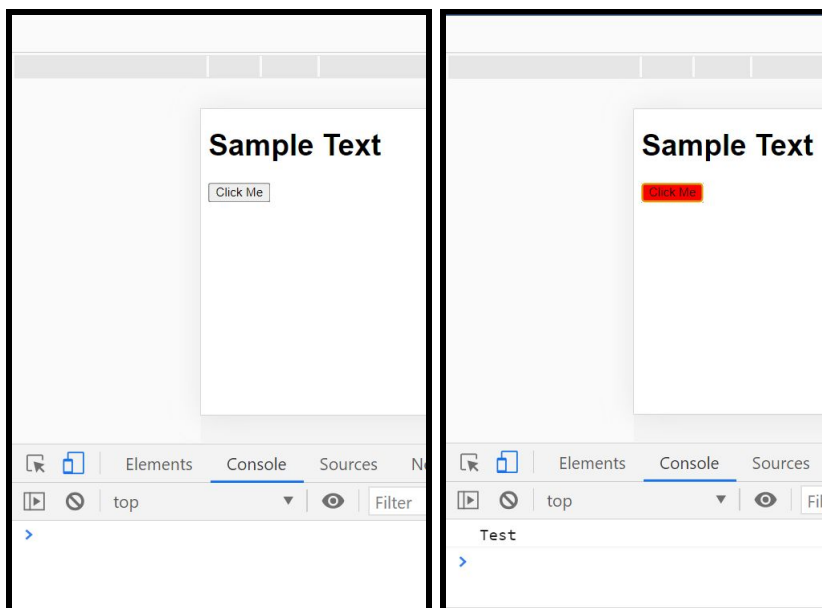 Sample Text
Click Me
Elements Console Sources
top Filter
Sample Text
Click Me
Elements Console Sources
top
Test